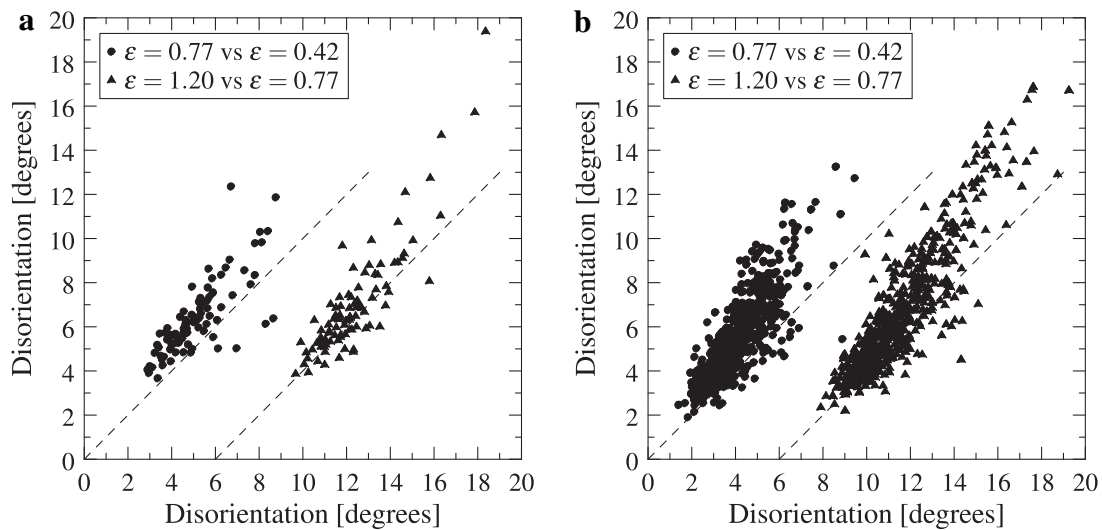 a
20
18
16
14
12
10
8
6
4
2
0
Disorientation [degrees]
ε = 0.77 vs ε = 0.42
ε = 1.20 vs ε = 0.77
0 2 4 6 8 10 12 14 16 18 20
Disorientation [degrees]
b
20
18
16
14
12
10
8
6
4
2
0
Disorientation [degrees]
ε = 0.77 vs ε = 0.42
ε = 1.20 vs ε = 0.77
0 2 4 6 8 10 12 14 16 18 20
Disorientation [degrees]